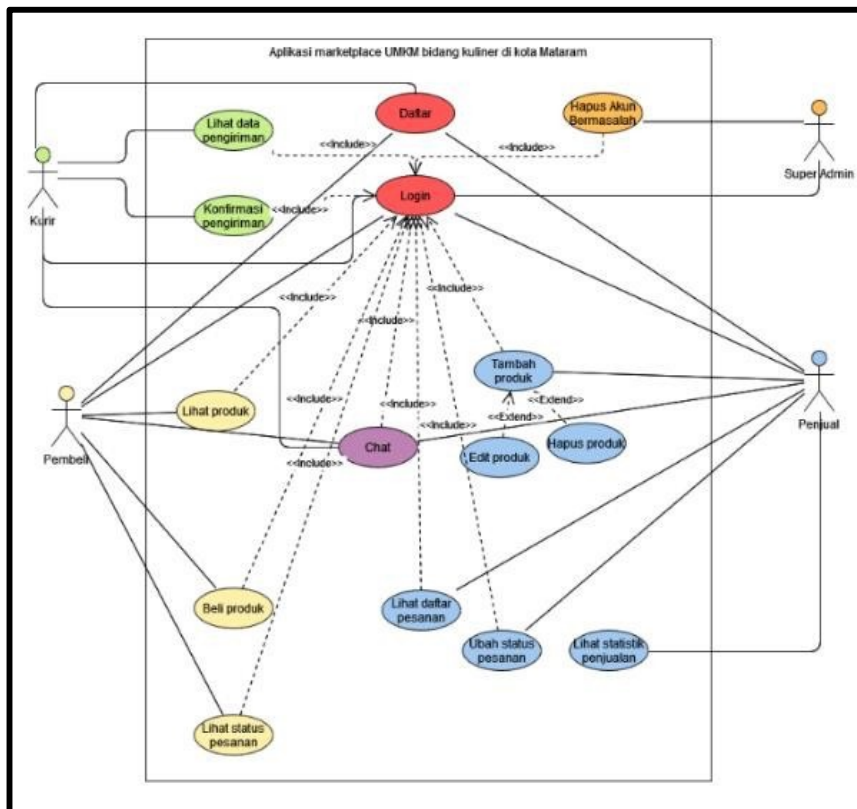 Aplikasi marketplace UMKM bidang kuliner di kota Mataram
Daftar
Hapus Akun
Bermasalah
Lihat data
pengiriman
<<Include>>
<<Include>>
Super Admin
Login
Kurir
Konfirmasi
pengiriman
<<Include>>
<<Include>>
<<Include>>
<<Include>>
<<Include>>
Tambah
produk
Lihat produk
<<Include>>
<<Include>>
<<Extend>>
<<Extend>>
<<Include>>
Pembeli
Chat
Edit produk
Hapus produk
Penjual
<<Include>>
Beli produk
Lihat daftar
pesanan
Ubah status
pesanan
Lihat statistik
penjualan
Lihat status
pesanan